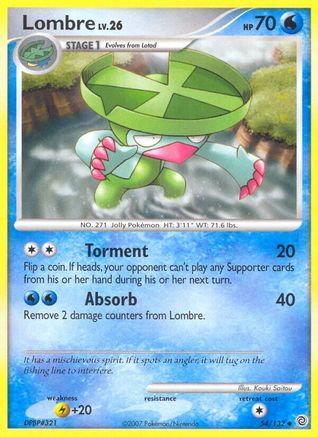 Lombre LV.26 HP 70
STAGE 1 Evolves from Lotad
NO. 271 Jolly Pokémon HT: 3'11" WT: 71.6 lbs.
Torment 20
Flip a coin. If heads, your opponent can't play any Supporter cards
from his or her hand during his or her next turn.
Absorb 40
Remove 2 damage counters from Lombre.
It has a mischievous spirit. If it spots an angler, it will tug on
the fishing line to interfere.
Illus. Kouki Saitou
weakness resistance retreat cost
+20
DPBP#321 ©2007 Pokémon/Nintendo 54/132